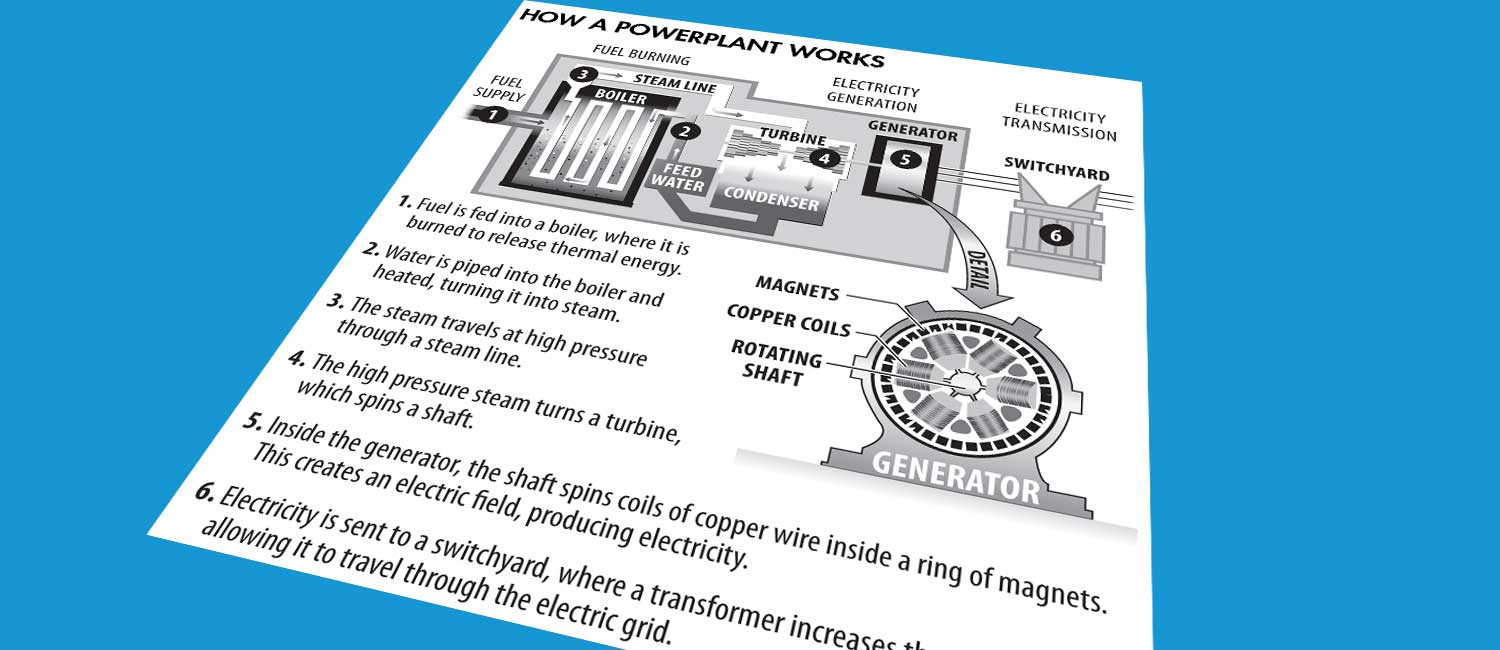 HOW A POWERPLANT WORKS
FUEL BURNING
FUEL
SUPPLY
1
3
STEAM LINE
BOILER
2
FEED
WATER
TURBINE
4
CONDENSER
ELECTRICITY
GENERATION
GENERATOR
5
ELECTRICITY
TRANSMISSION
SWITCHYARD
6
DETAIL
1. Fuel is fed into a boiler, where it is
burned to release thermal energy.
2. Water is piped into the boiler and
heated, turning it into steam.
3. The steam travels at high pressure
through a steam line.
4. The high pressure steam turns a turbine,
which spins a shaft.
MAGNETS
COPPER COILS
ROTATING
SHAFT
GENERATOR
5. Inside the generator, the shaft spins coils of copper wire inside a ring of magnets.
This creates an electric field, producing electricity.
6. Electricity is sent to a switchyard, where a transformer increases
allowing it to travel through the electric grid.